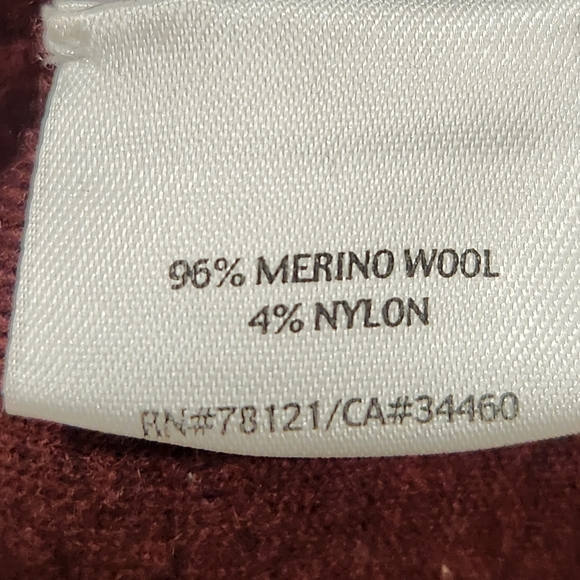 96% MERINO WOOL
4% NYLON
RN#78121/CA#34460